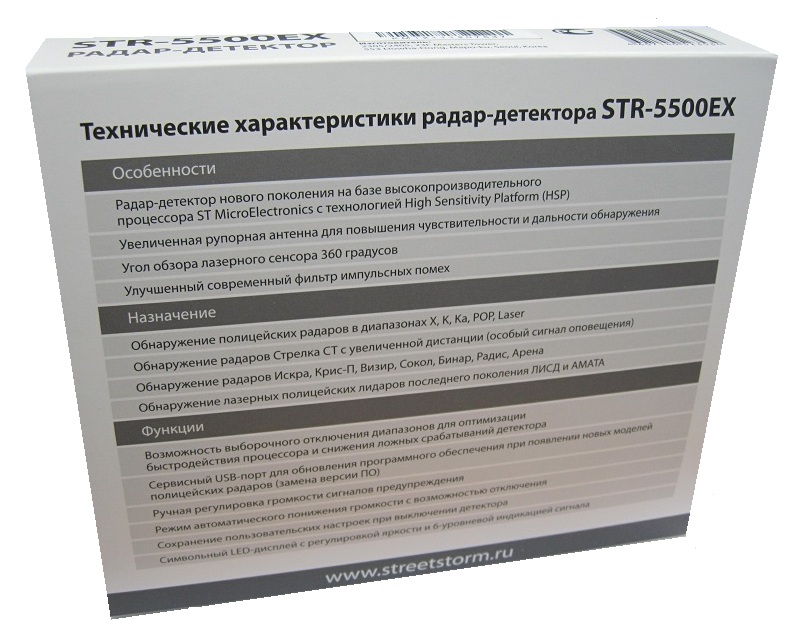 STR-5500EX
РАДАР-ДЕТЕКТОР
Технические характеристики радар-детектора STR-5500EX
Особенности
Радар-детектор нового поколения на базе высокопроизводительного
процессора ST MicroElectronics с технологией High Sensitivity Platform (HSP)
Увеличенная рупорная антенна для повышения чувствительности и дальности обнаружения
Угол обзора лазерного сенсора 360 градусов
Улучшенный современный фильтр импульсных помех
Назначение
Обнаружение полицейских радаров в диапазонах X, K, Ka, POP, Laser
Обнаружение радаров Стрелка СТ с увеличенной дистанции (особый сигнал оповещения)
Обнаружение радаров Искра, Крис-П, Визир, Сокол, Бинар, Радис, Арена
Обнаружение лазерных полицейских лидаров последнего поколения ЛИСД и АМАТА
Функции
Возможность выборочного отключения диапазонов для оптимизации
быстродействия процессора и снижения ложных срабатываний детектора
Сервисный USB-порт для обновления программного обеспечения при появлении новых моделей
полицейских радаров (замена версии ПО)
Ручная регулировка громкости сигналов предупреждения
Режим автоматического понижения громкости с возможностью отключения
Сохранение пользовательских настроек при выключении детектора
Символьный LED-дисплей с регулировкой яркости и 6-уровневой индикацией сигнала
www.streetstorm.ru